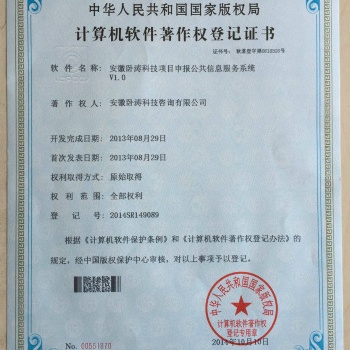 中华人民共和国国家版权局
计算机软件著作权登记证书
软件名称： 安徽卧涛科技项目申报公共信息服务系统
V1.0
著作权人： 安徽卧涛科技咨询有限公司
开发完成日期： 2013年08月29日
首次发表日期： 2013年08月29日
权利取得方式： 原始取得
权利范围： 全部权利
登记号： 2014SR149089
根据《计算机软件保护条例》和《计算机软件著作权登记办法》的
规定，经中国版权保护中心审核，对以上事项予以登记。
中华人民共和国国家版权局
计算机软件著作权
登记专用章
No. 00551870
2014年10月10日